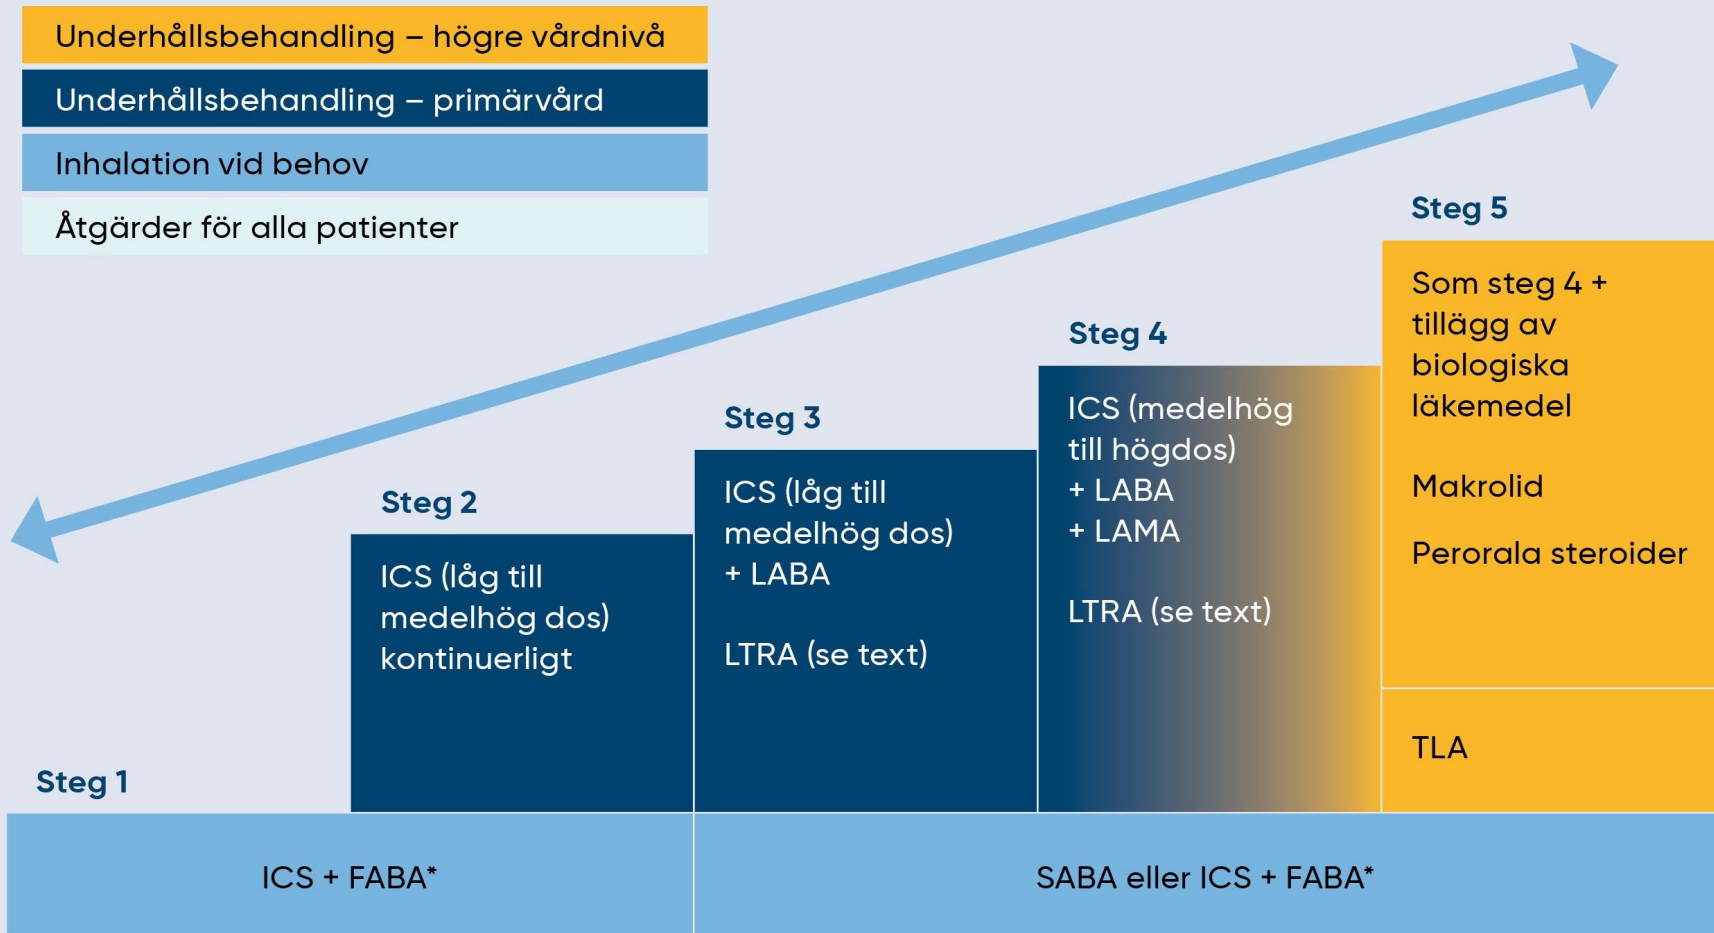 Underhållsbehandling – högre vårdnivå
Underhållsbehandling – primärvård
Inhalation vid behov
Åtgärder för alla patienter
Steg 1
Steg 2
ICS (låg till
medelhög dos)
kontinuerligt
Steg 3
ICS (låg till
medelhög dos)
+ LABA
LTRA (se text)
Steg 4
ICS (medelhög
till högdos)
+ LABA
+ LAMA
LTRA (se text)
Steg 5
Som steg 4 +
tillägg av
biologiska
läkemedel
Makrolid
Perorala steroider
TLA
ICS + FABA*
SABA eller ICS + FABA*